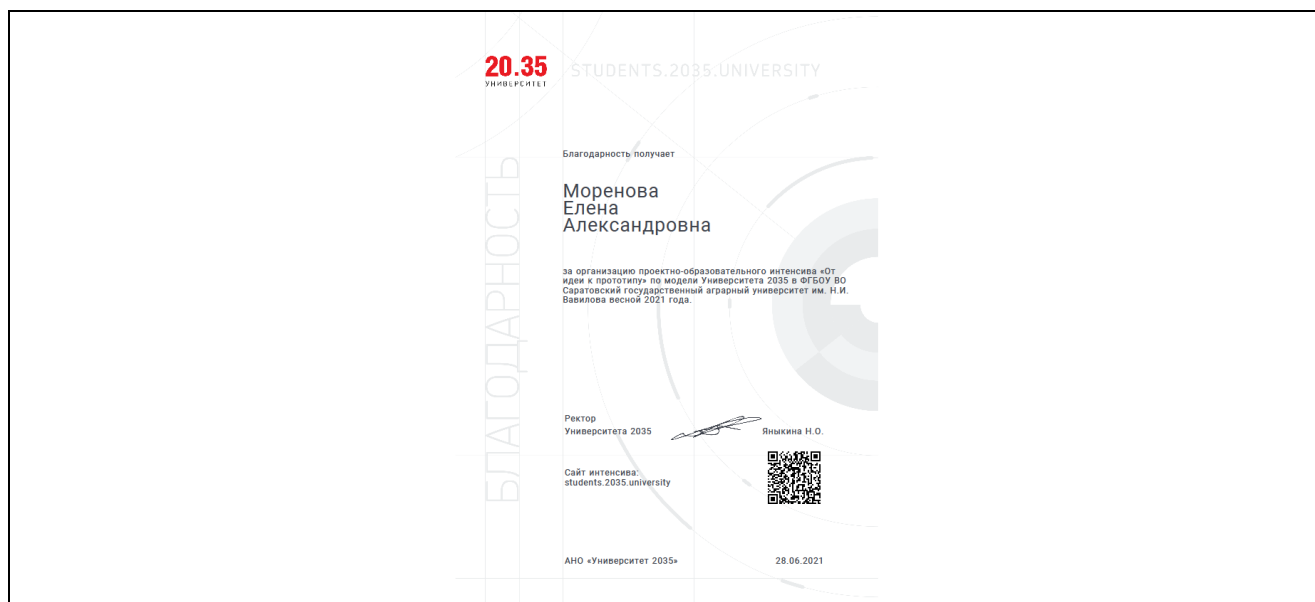 20.35
УНИВЕРСИТЕТ
STUDENTS.2035.UNIVERSITY
БЛАГОДАРНОСТЬ
Благодарность получает
Моренова
Елена
Александровна
за организацию проектно-образовательного интенсива «От
идеи к прототипу» по модели Университета 2035 в ФГБОУ ВО
Саратовский государственный аграрный университет им. Н.И.
Вавилова весной 2021 года.
Ректор
Университета 2035
Яныкина Н.О.
Сайт интенсива:
students.2035.university
АНО «Университет 2035»
28.06.2021